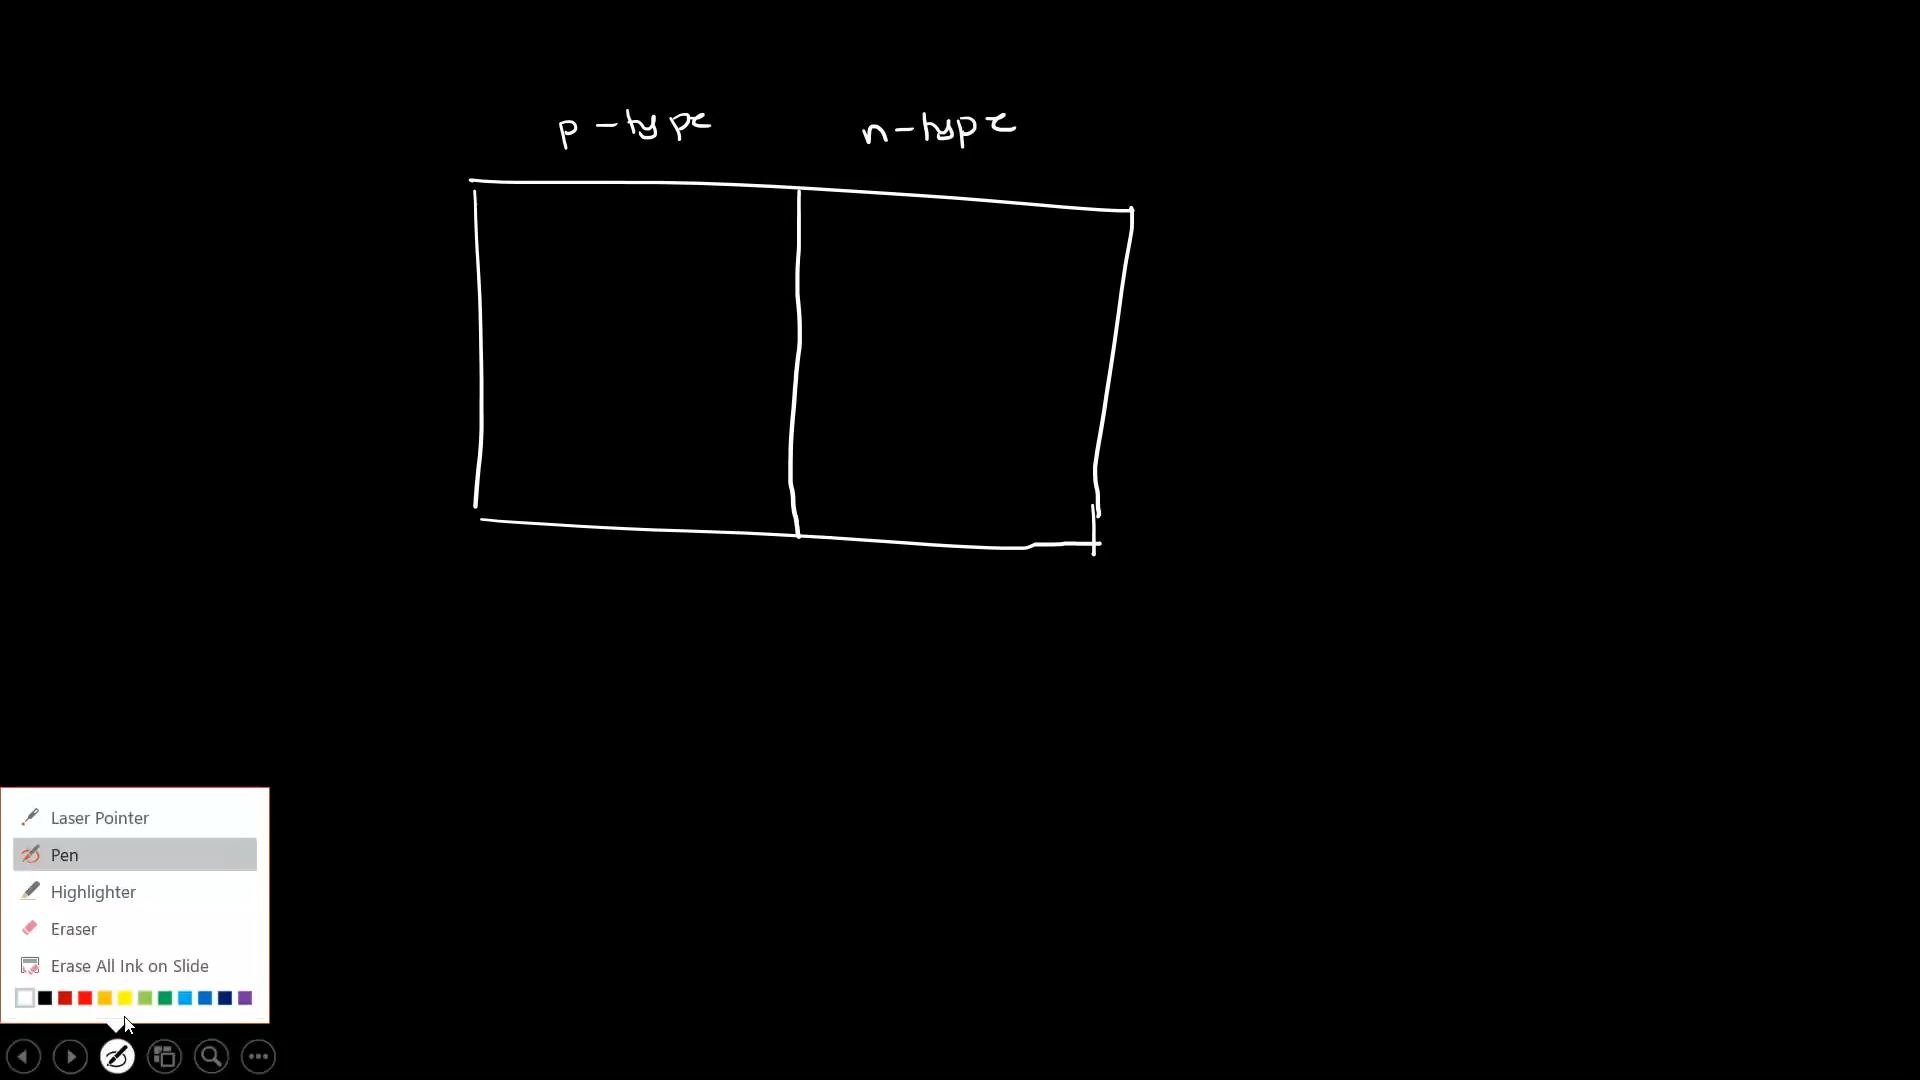 p-type n-type
Laser Pointer
Pen
Highlighter
Eraser
Erase All Ink on Slide